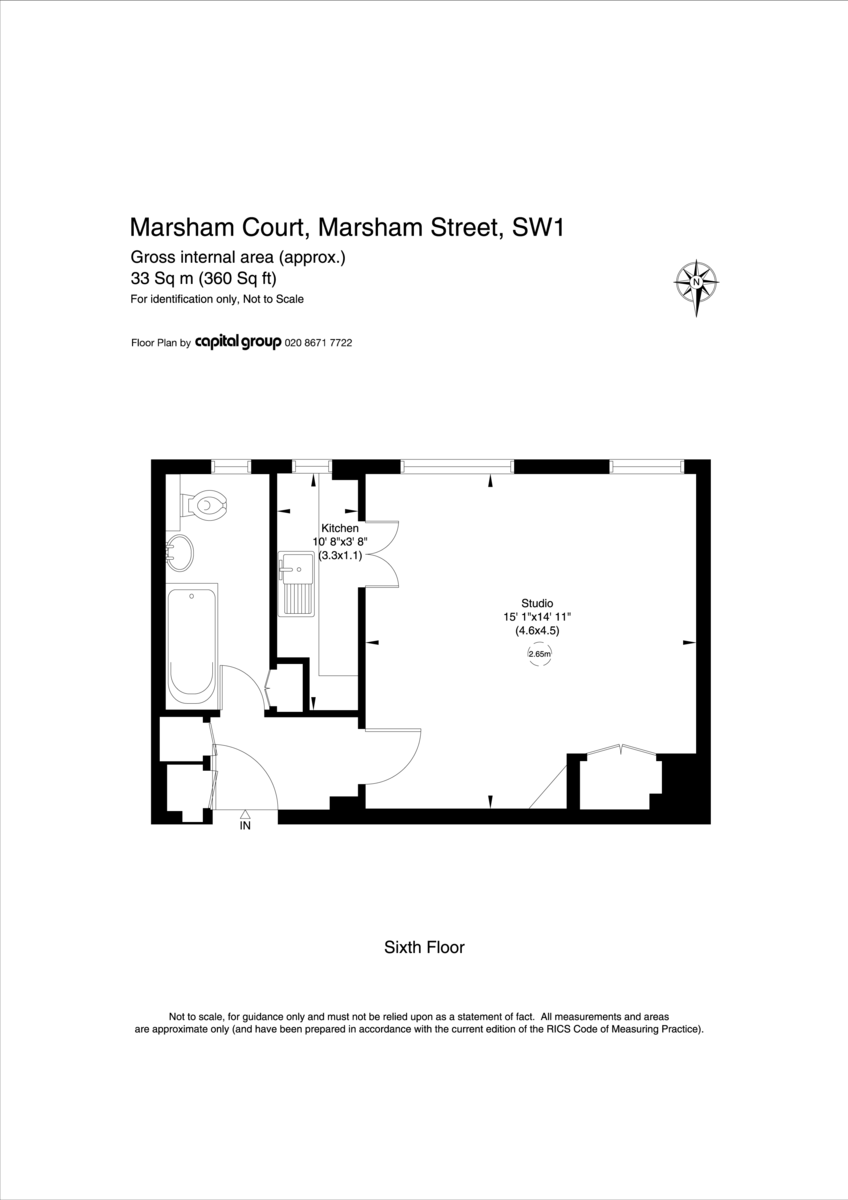 Marsham Court, Marsham Street, SW1
Gross internal area (approx.)
33 Sq m (360 Sq ft)
For identification only, Not to Scale
N
Floor Plan by capital group 020 8671 7722
Kitchen
10' 8"x3' 8"
(3.3x1.1)
Studio
15' 1"x14' 11"
(4.6x4.5)
2.65m
IN
Sixth Floor
Not to scale, for guidance only and must not be relied upon as a statement of fact. All measurements and areas
are approximate only (and have been prepared in accordance with the current edition of the RICS Code of Measuring Practice).